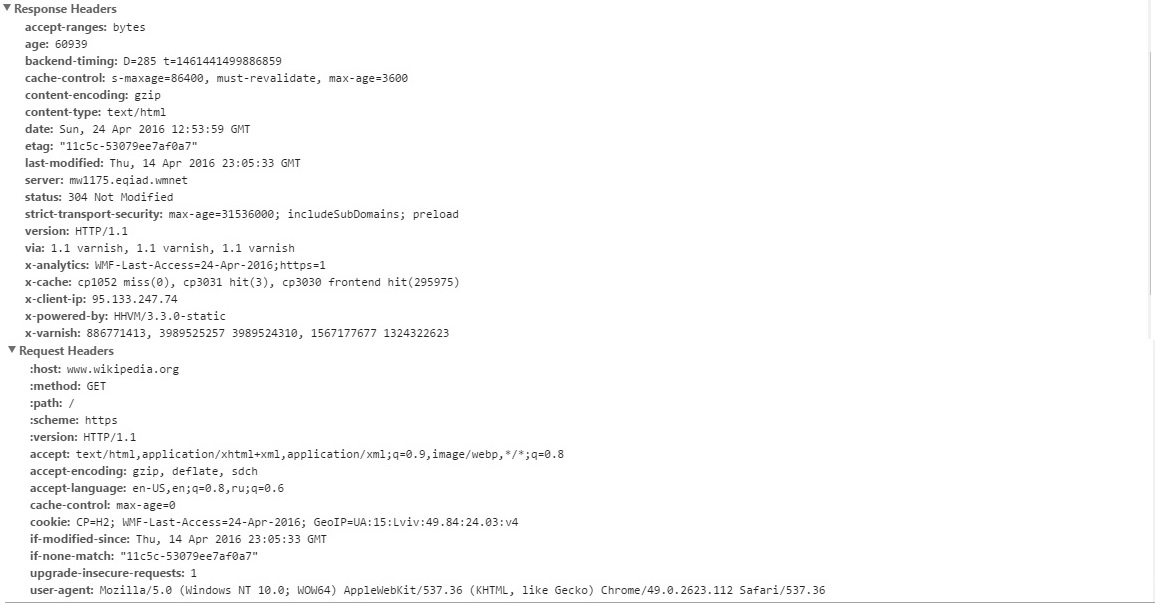 Response Headers
accept-ranges: bytes
age: 60939
backend-timing: D=285 t=1461441499886859
cache-control: s-maxage=86400, must-revalidate, max-age=3600
content-encoding: gzip
content-type: text/html
date: Sun, 24 Apr 2016 12:53:59 GMT
etag: "11c5c-53079ee7af0a7"
last-modified: Thu, 14 Apr 2016 23:05:33 GMT
server: mw1175.eqiad.wmnet
status: 304 Not Modified
strict-transport-security: max-age=31536000; includeSubDomains; preload
version: HTTP/1.1
via: 1.1 varnish, 1.1 varnish, 1.1 varnish
x-analytics: WMF-Last-Access=24-Apr-2016;https=1
x-cache: cp1052 miss(0), cp3031 hit(3), cp3030 frontend hit(295975)
x-client-ip: 95.133.247.74
x-powered-by: HHVM/3.3.0-static
x-varnish: 886771413, 3989525257 3989524310, 1567177677 1324322623
Request Headers
:host: www.wikipedia.org
:method: GET
:path: /
:scheme: https
:version: HTTP/1.1
accept: text/html,application/xhtml+xml,application/xml;q=0.9,image/webp,*/*;q=0.8
accept-encoding: gzip, deflate, sdch
accept-language: en-US,en;q=0.8,ru;q=0.6
cache-control: max-age=0
cookie: CP=H2; WMF-Last-Access=24-Apr-2016; GeoIP=UA:15:Lviv:49.84:24.03:v4
if-modified-since: Thu, 14 Apr 2016 23:05:33 GMT
if-none-match: "11c5c-53079ee7af0a7"
upgrade-insecure-requests: 1
user-agent: Mozilla/5.0 (Windows NT 10.0; WOW64) AppleWebKit/537.36 (KHTML, like Gecko) Chrome/49.0.2623.112 Safari/537.36